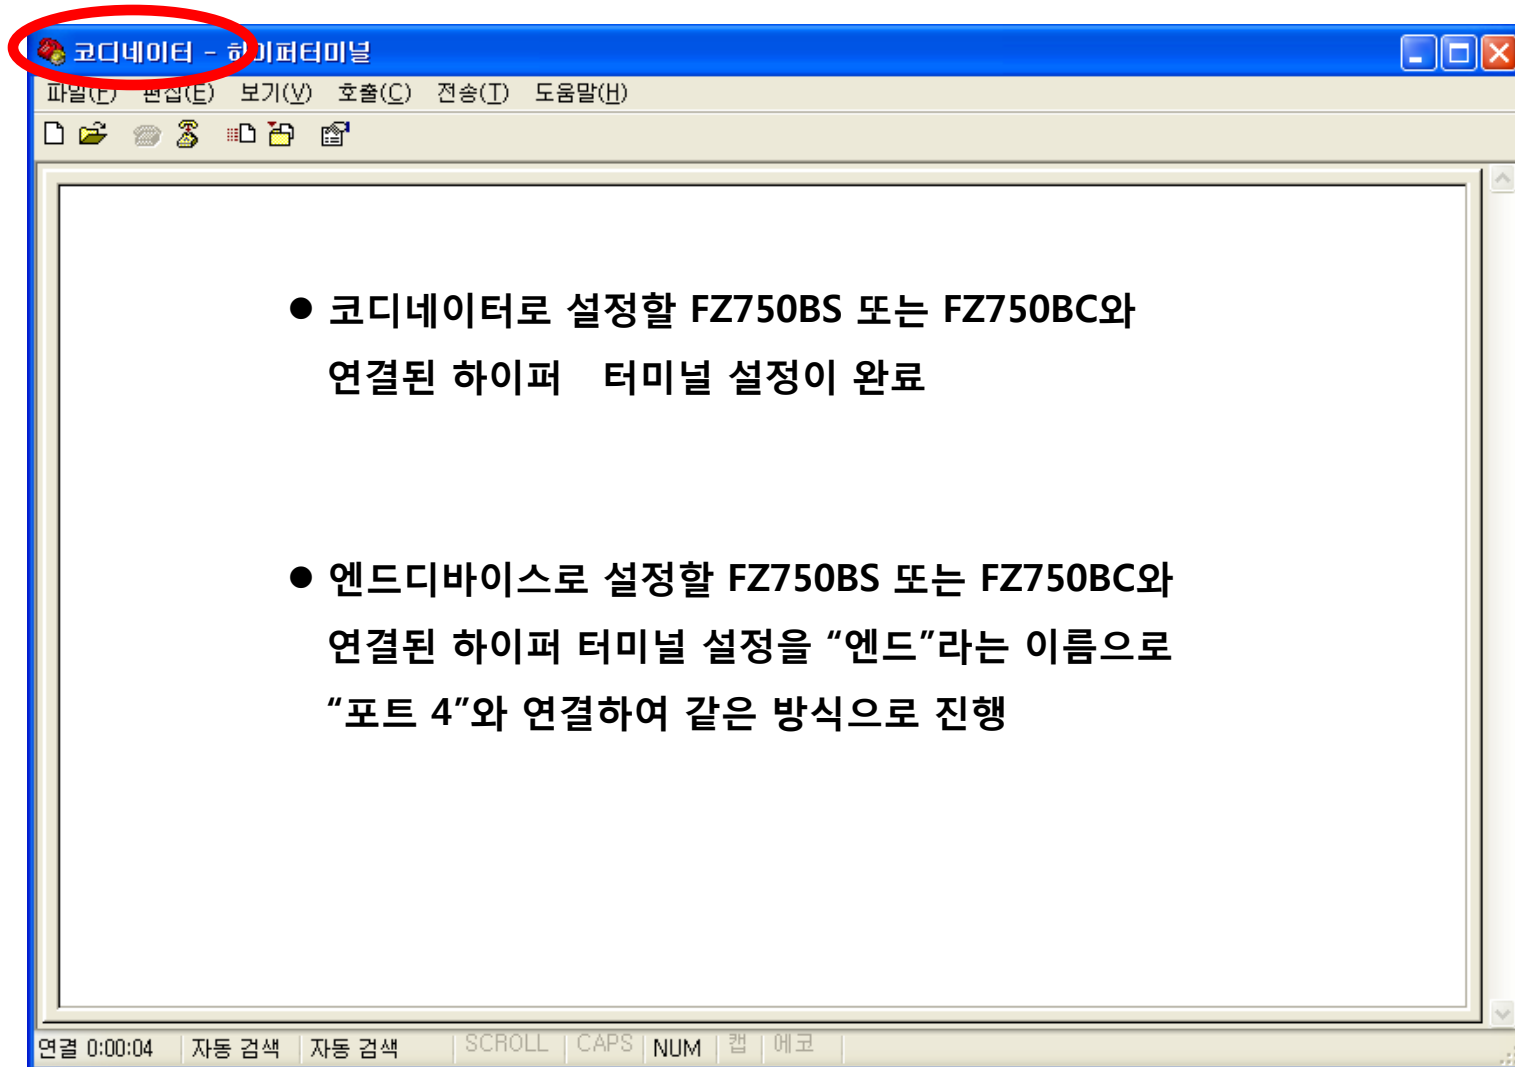 코디네이터 - 하이퍼터미널
파일(F) 편집(E) 보기(V) 호출(C) 전송(T) 도움말(H)
● 코디네이터로 설정할 FZ750BS 또는 FZ750BC와
연결된 하이퍼 터미널 설정이 완료
● 엔드디바이스로 설정할 FZ750BS 또는 FZ750BC와
연결된 하이퍼 터미널 설정을 “엔드”라는 이름으로
“포트 4”와 연결하여 같은 방식으로 진행
연결 0:00:04 자동 검색 자동 검색 SCROLL CAPS NUM 캡 에코